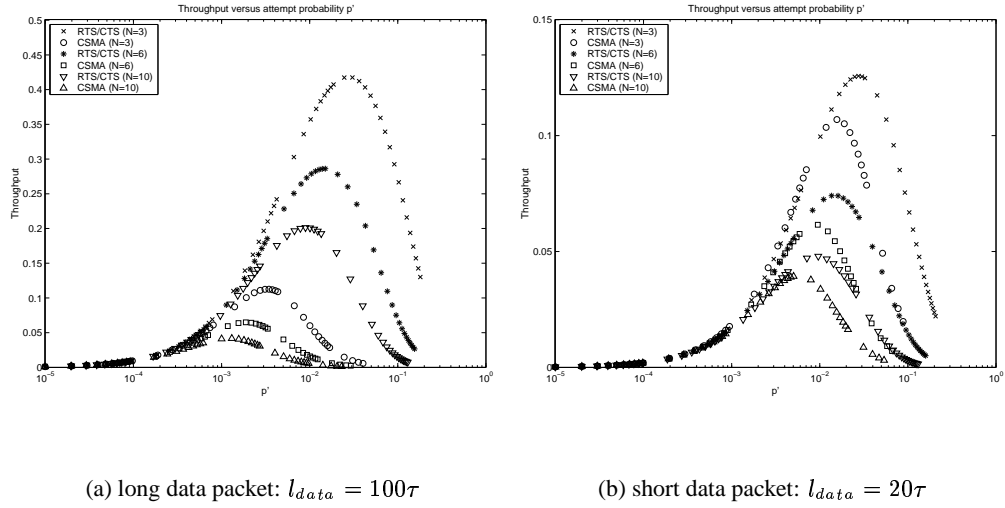 Throughput versus attempt probability p'
0.5
0.45
0.4
0.35
0.3
0.25
0.2
0.15
0.1
0.05
0
Throughput
RTS/CTS (N=3)
CSMA (N=3)
RTS/CTS (N=6)
CSMA (N=6)
RTS/CTS (N=10)
CSMA (N=10)
10^-5
10^-4
10^-3
10^-2
10^-1
10^0
p'
(a) long data packet: l_data = 100τ
Throughput versus attempt probability p'
0.15
0.1
0.05
0
Throughput
RTS/CTS (N=3)
CSMA (N=3)
RTS/CTS (N=6)
CSMA (N=6)
RTS/CTS (N=10)
CSMA (N=10)
10^-5
10^-4
10^-3
10^-2
10^-1
10^0
p'
(b) short data packet: l_data = 20τ